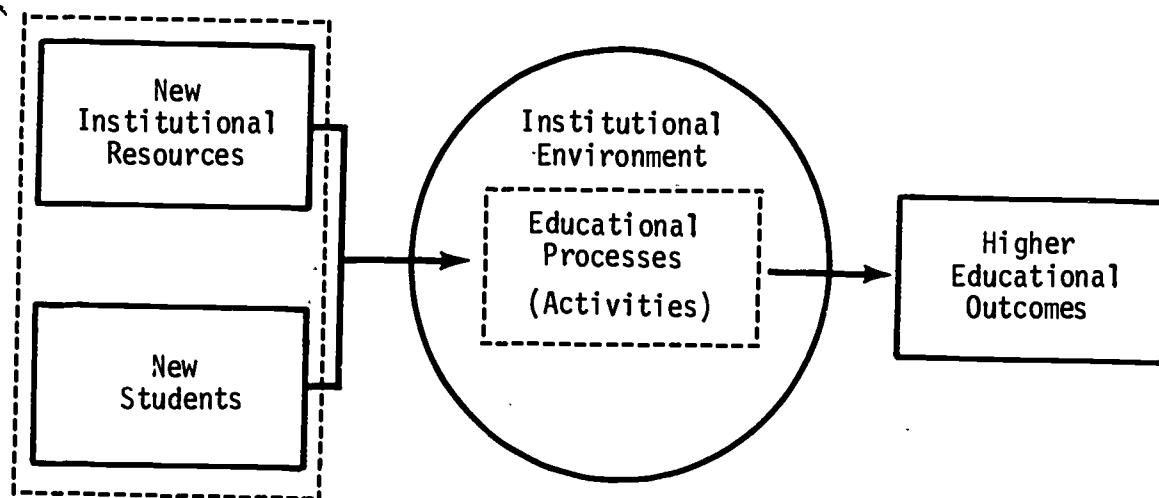 New
Institutional
Resources
New
Students
Institutional
Environment
Educational
Processes
(Activities)
Higher
Educational
Outcomes